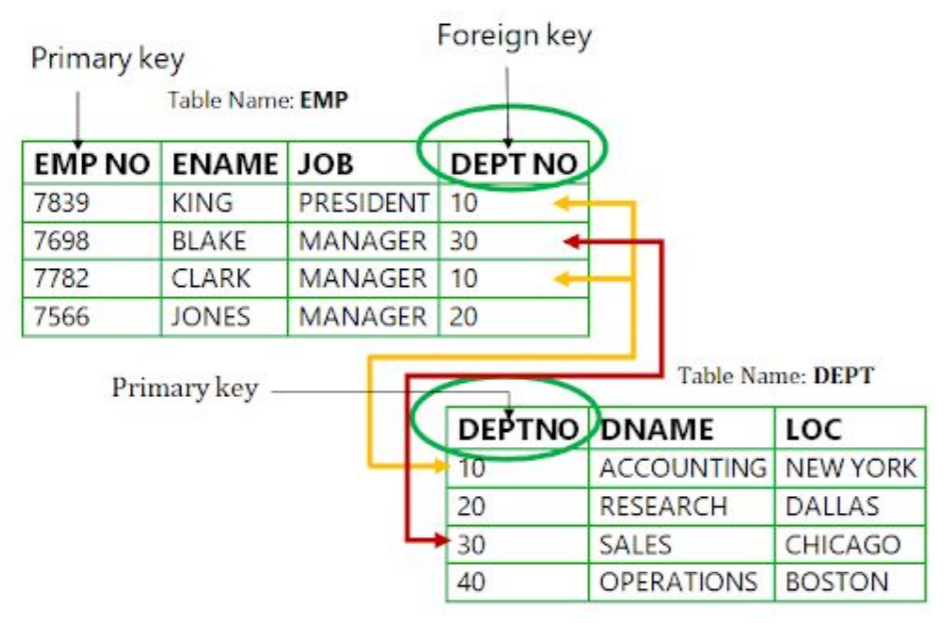 Foreign key
Primary key
Table Name: EMP
EMP NO ENAME JOB DEPT NO
7839 KING PRESIDENT 10
7698 BLAKE MANAGER 30
7782 CLARK MANAGER 10
7566 JONES MANAGER 20
Table Name: DEPT
Primary key
DEPTNO DNAME LOC
10 ACCOUNTING NEW YORK
20 RESEARCH DALLAS
30 SALES CHICAGO
40 OPERATIONS BOSTON